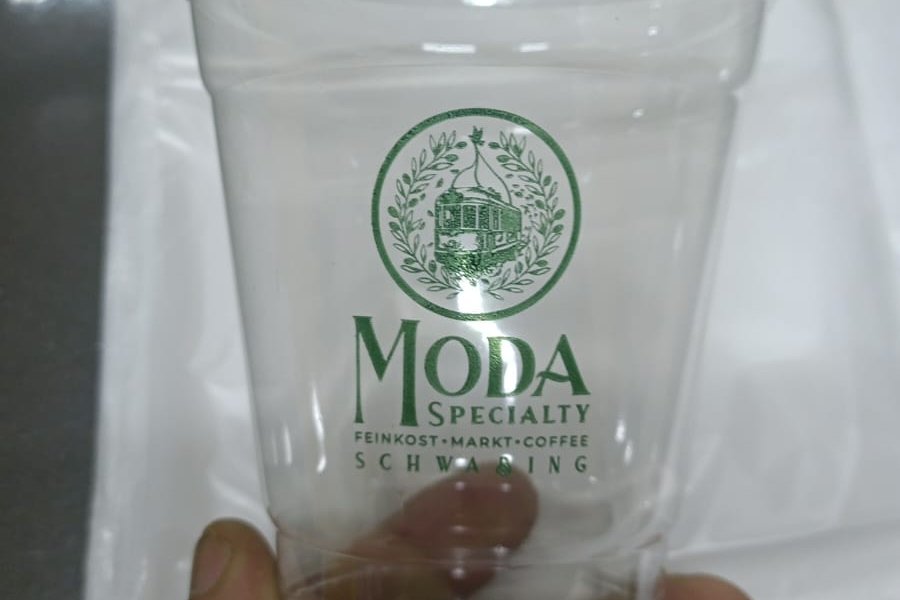 MODA
SPECIALTY
FEINKOST•MARKT•COFFEE
SCHWABING